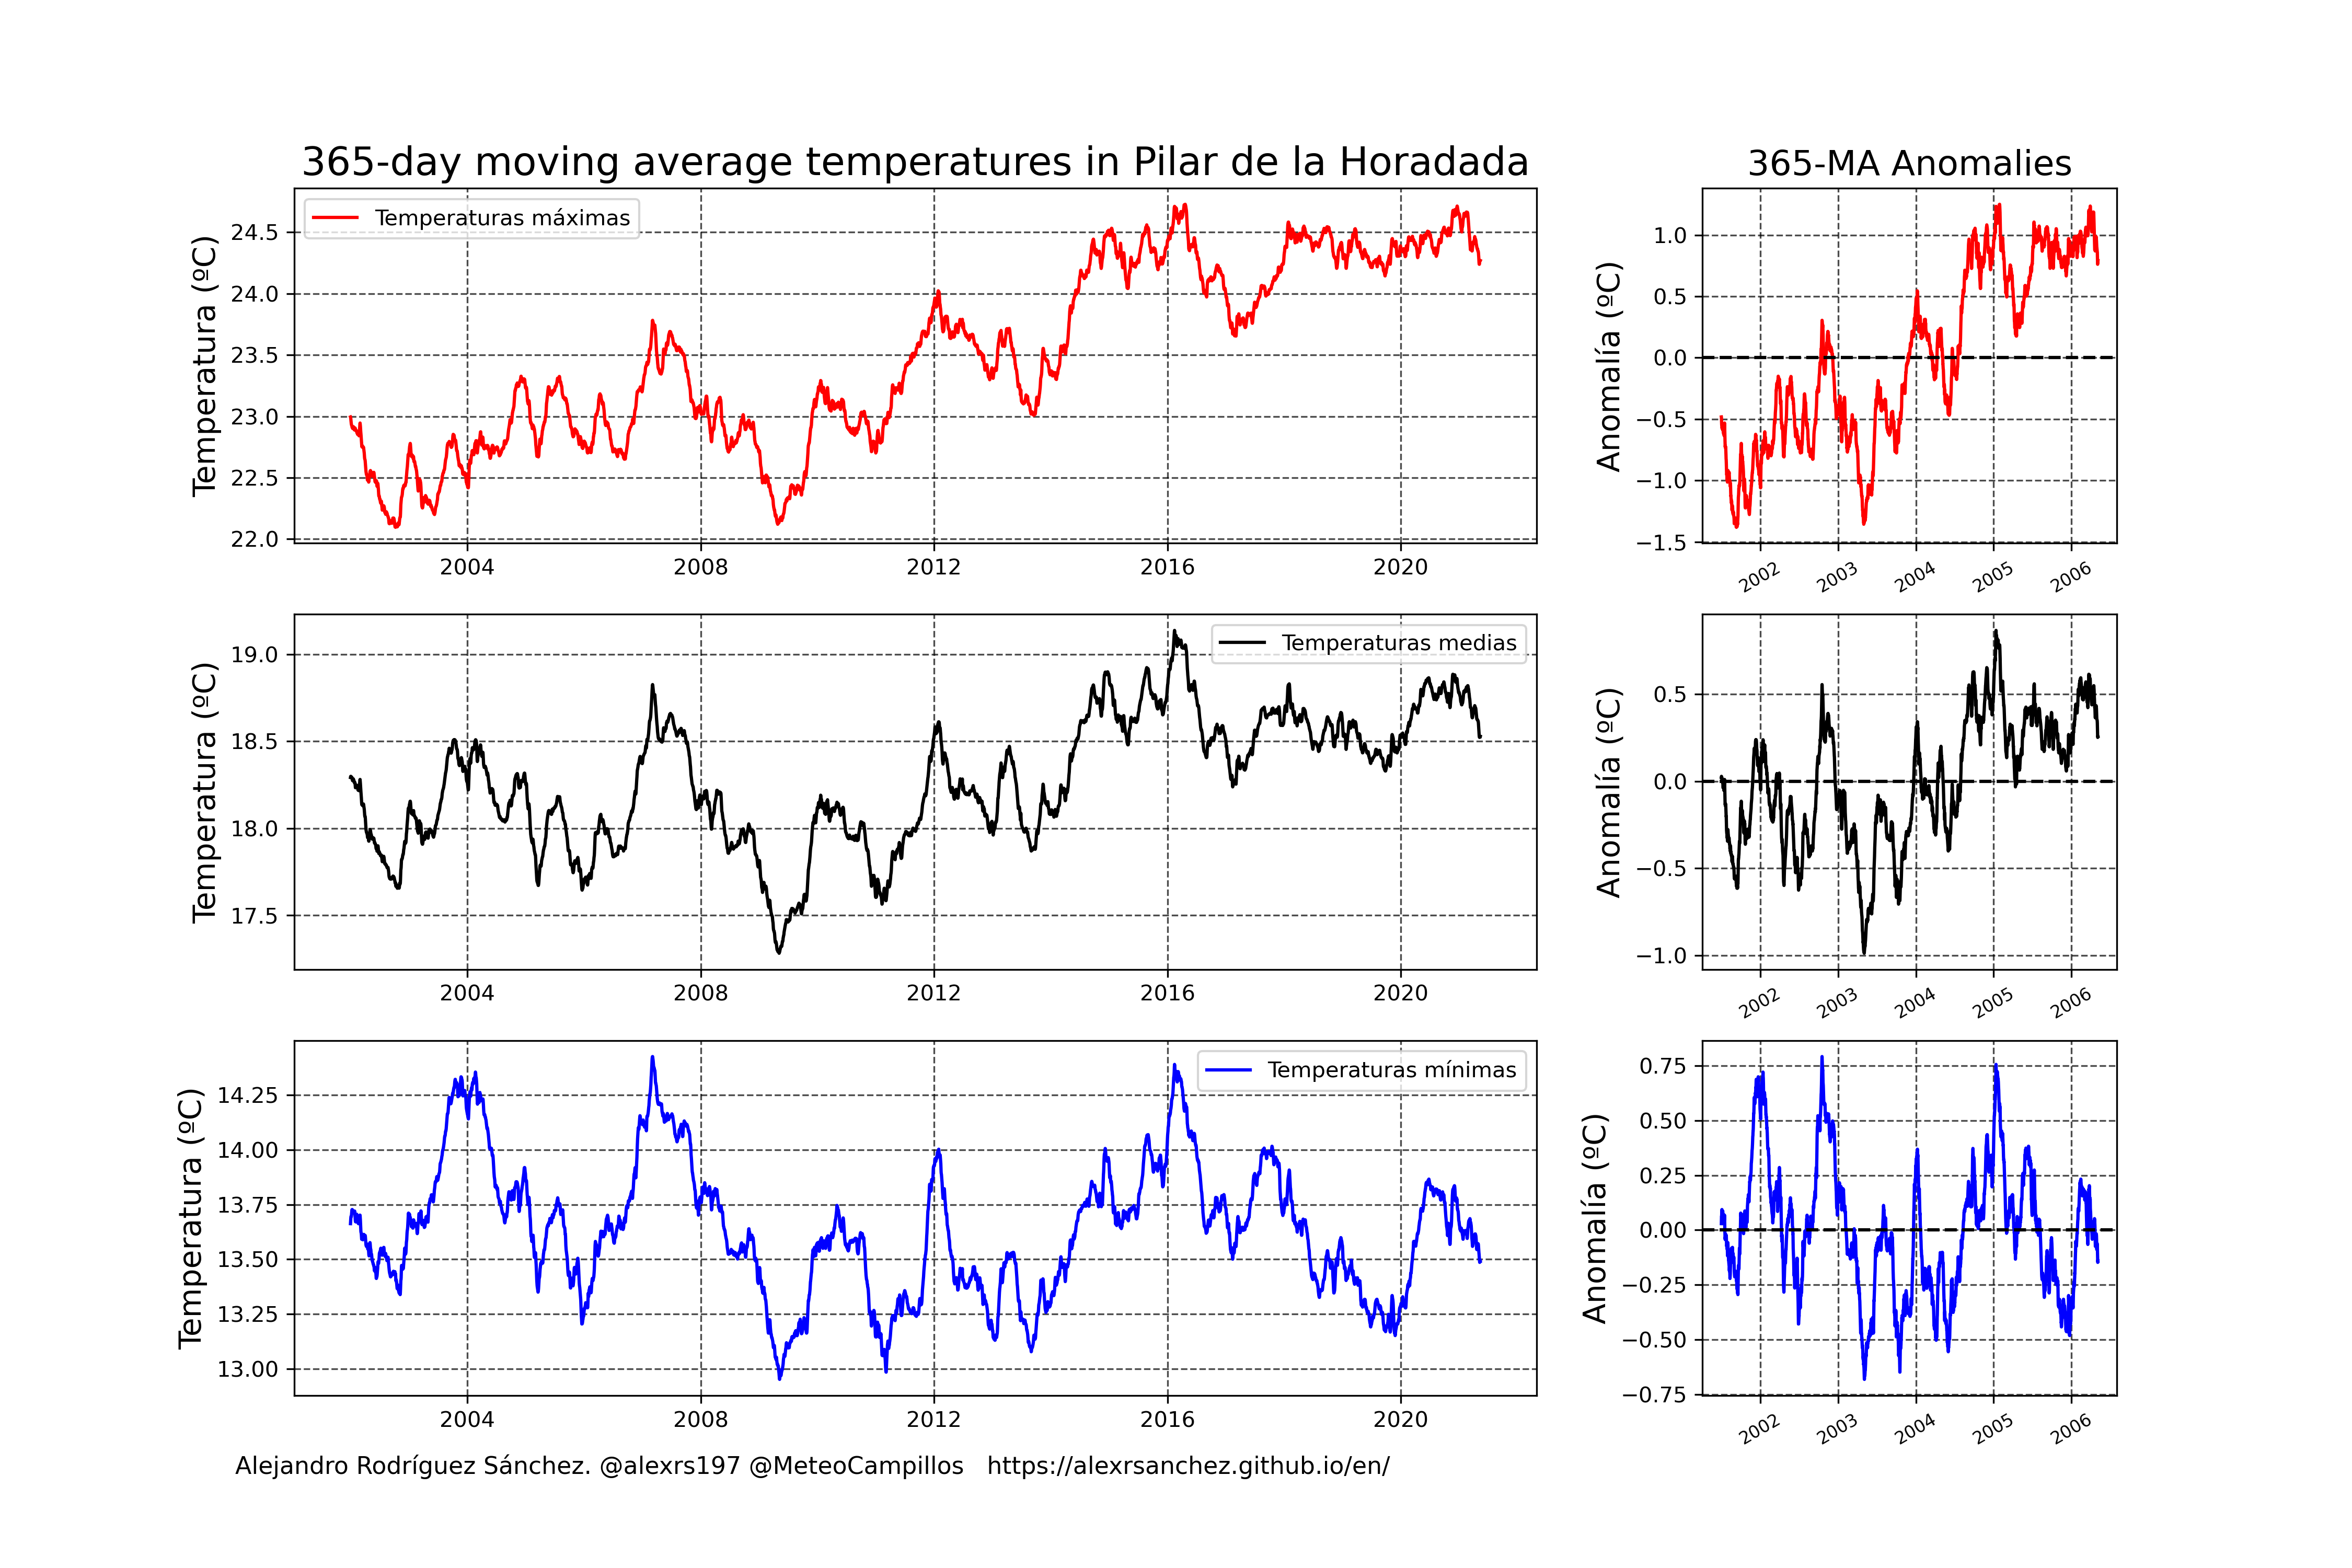 365-day moving average temperatures in Pilar de la Horadada
365-MA Anomalies
Temperaturas máximas
Temperatura (ºC)
24.5
24.0
23.5
23.0
22.5
22.0
2004 2008 2012 2016 2020
Anomalía (ºC)
1.0
0.5
0.0
−0.5
−1.0
−1.5
2002 2003 2004 2005 2006
Temperaturas medias
Temperatura (ºC)
19.0
18.5
18.0
17.5
2004 2008 2012 2016 2020
Anomalía (ºC)
0.5
0.0
−0.5
−1.0
2002 2003 2004 2005 2006
Temperaturas mínimas
Temperatura (ºC)
14.25
14.00
13.75
13.50
13.25
13.00
2004 2008 2012 2016 2020
Anomalía (ºC)
0.75
0.50
0.25
0.00
−0.25
−0.50
−0.75
2002 2003 2004 2005 2006
Alejandro Rodríguez Sánchez. @alexrs197 @MeteoCampillos https://alexrsanchez.github.io/en/